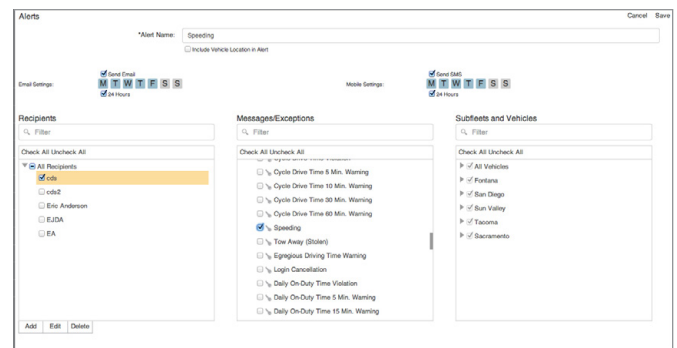 Alerts
Cancel Save
*Alert Name: Speeding
Include Vehicle Location in Alert
Send Email
Email Settings: M T W T F S S
24 Hours
Send SMS
Mobile Settings: M T W T F S S
24 Hours
Recipients
Filter
Check All Uncheck All
All Recipients
cds
cds2
Eric Anderson
EJDA
EA
Add Edit Delete
Messages/Exceptions
Filter
Check All Uncheck All
Cycle Drive Time Violation
Cycle Drive Time 5 Min. Warning
Cycle Drive Time 10 Min. Warning
Cycle Drive Time 30 Min. Warning
Cycle Drive Time 60 Min. Warning
Speeding
Tow Away (Stolen)
Egregious Driving Time Warning
Login Cancellation
Daily On-Duty Time Violation
Daily On-Duty Time 5 Min. Warning
Daily On-Duty Time 15 Min. Warning
Subfleets and Vehicles
Filter
Check All Uncheck All
All Vehicles
Fontana
San Diego
Sun Valley
Tacoma
Sacramento